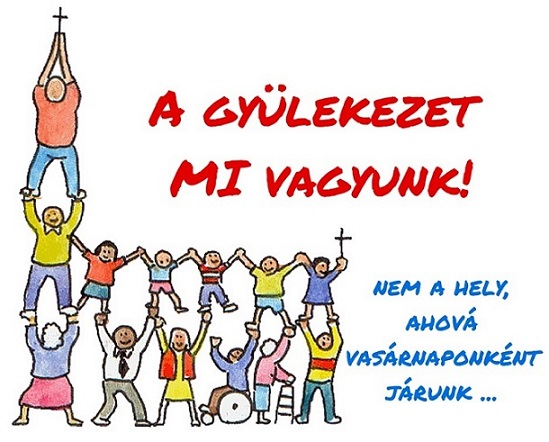 A GYÜLEKEZET
MI VAGYUNK!
NEM A HELY,
AHOVÁ
VASÁRNAPONKÉNT
JÁRUNK ...